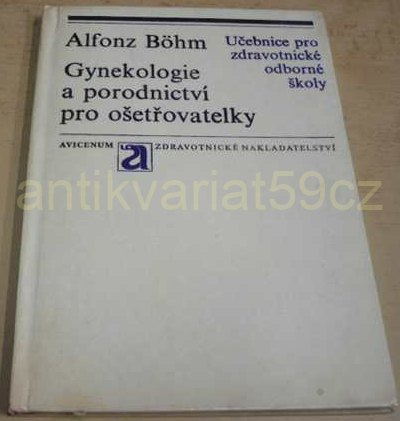 Alfonz Böhm
Gynekologie
a porodnictví
pro ošetřovatelky
Učebnice pro
zdravotnické
odborné
školy
AVICENUM a ZDRAVOTNICKÉ NAKLADATELSTVÍ
antikvariat59cz